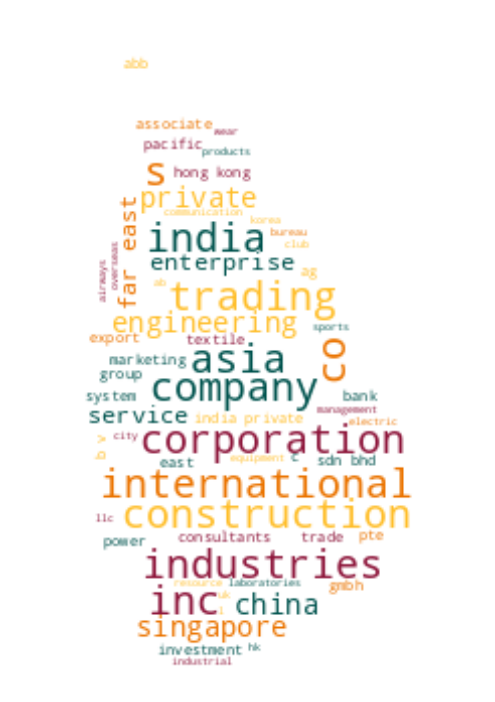 abb
associate
wear
pacific
products
s
hong kong
private
communication
korea
far east
india
bureau
club
enterprise
airways
overseas
ab
ag
trading
engineering
sports
export
textile
co
marketing
asia
group
company
system
bank
service
india private
management
electric
b v
city
corporation
east
equipment
c
sdn bhd
international
llc
construction
power
consultants
trade
pte
industries
resource
laboratories
gmbh
inc
uk
china
singapore
investment
hk
industrial